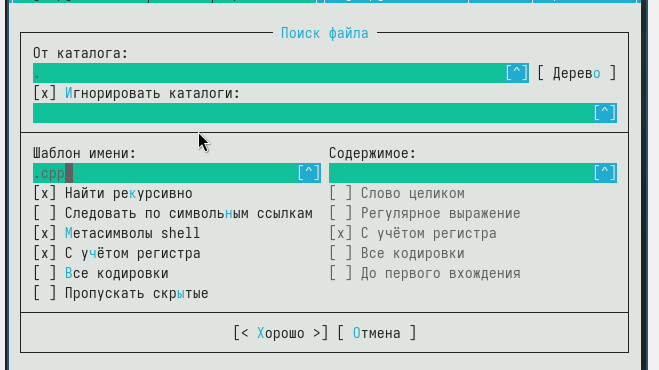 Поиск файла
От каталога:
. [^] [ Дерево ]
[x] Игнорировать каталоги:
[^]
Шаблон имени: Содержимое:
.cpp [^] [^]
[x] Найти рекурсивно [ ] Слово целиком
[ ] Следовать по символьным ссылкам [ ] Регулярное выражение
[x] Метасимволы shell [x] С учётом регистра
[x] С учётом регистра [ ] Все кодировки
[ ] Все кодировки [ ] До первого вхождения
[ ] Пропускать скрытые
[< Хорошо >] [ Отмена ]